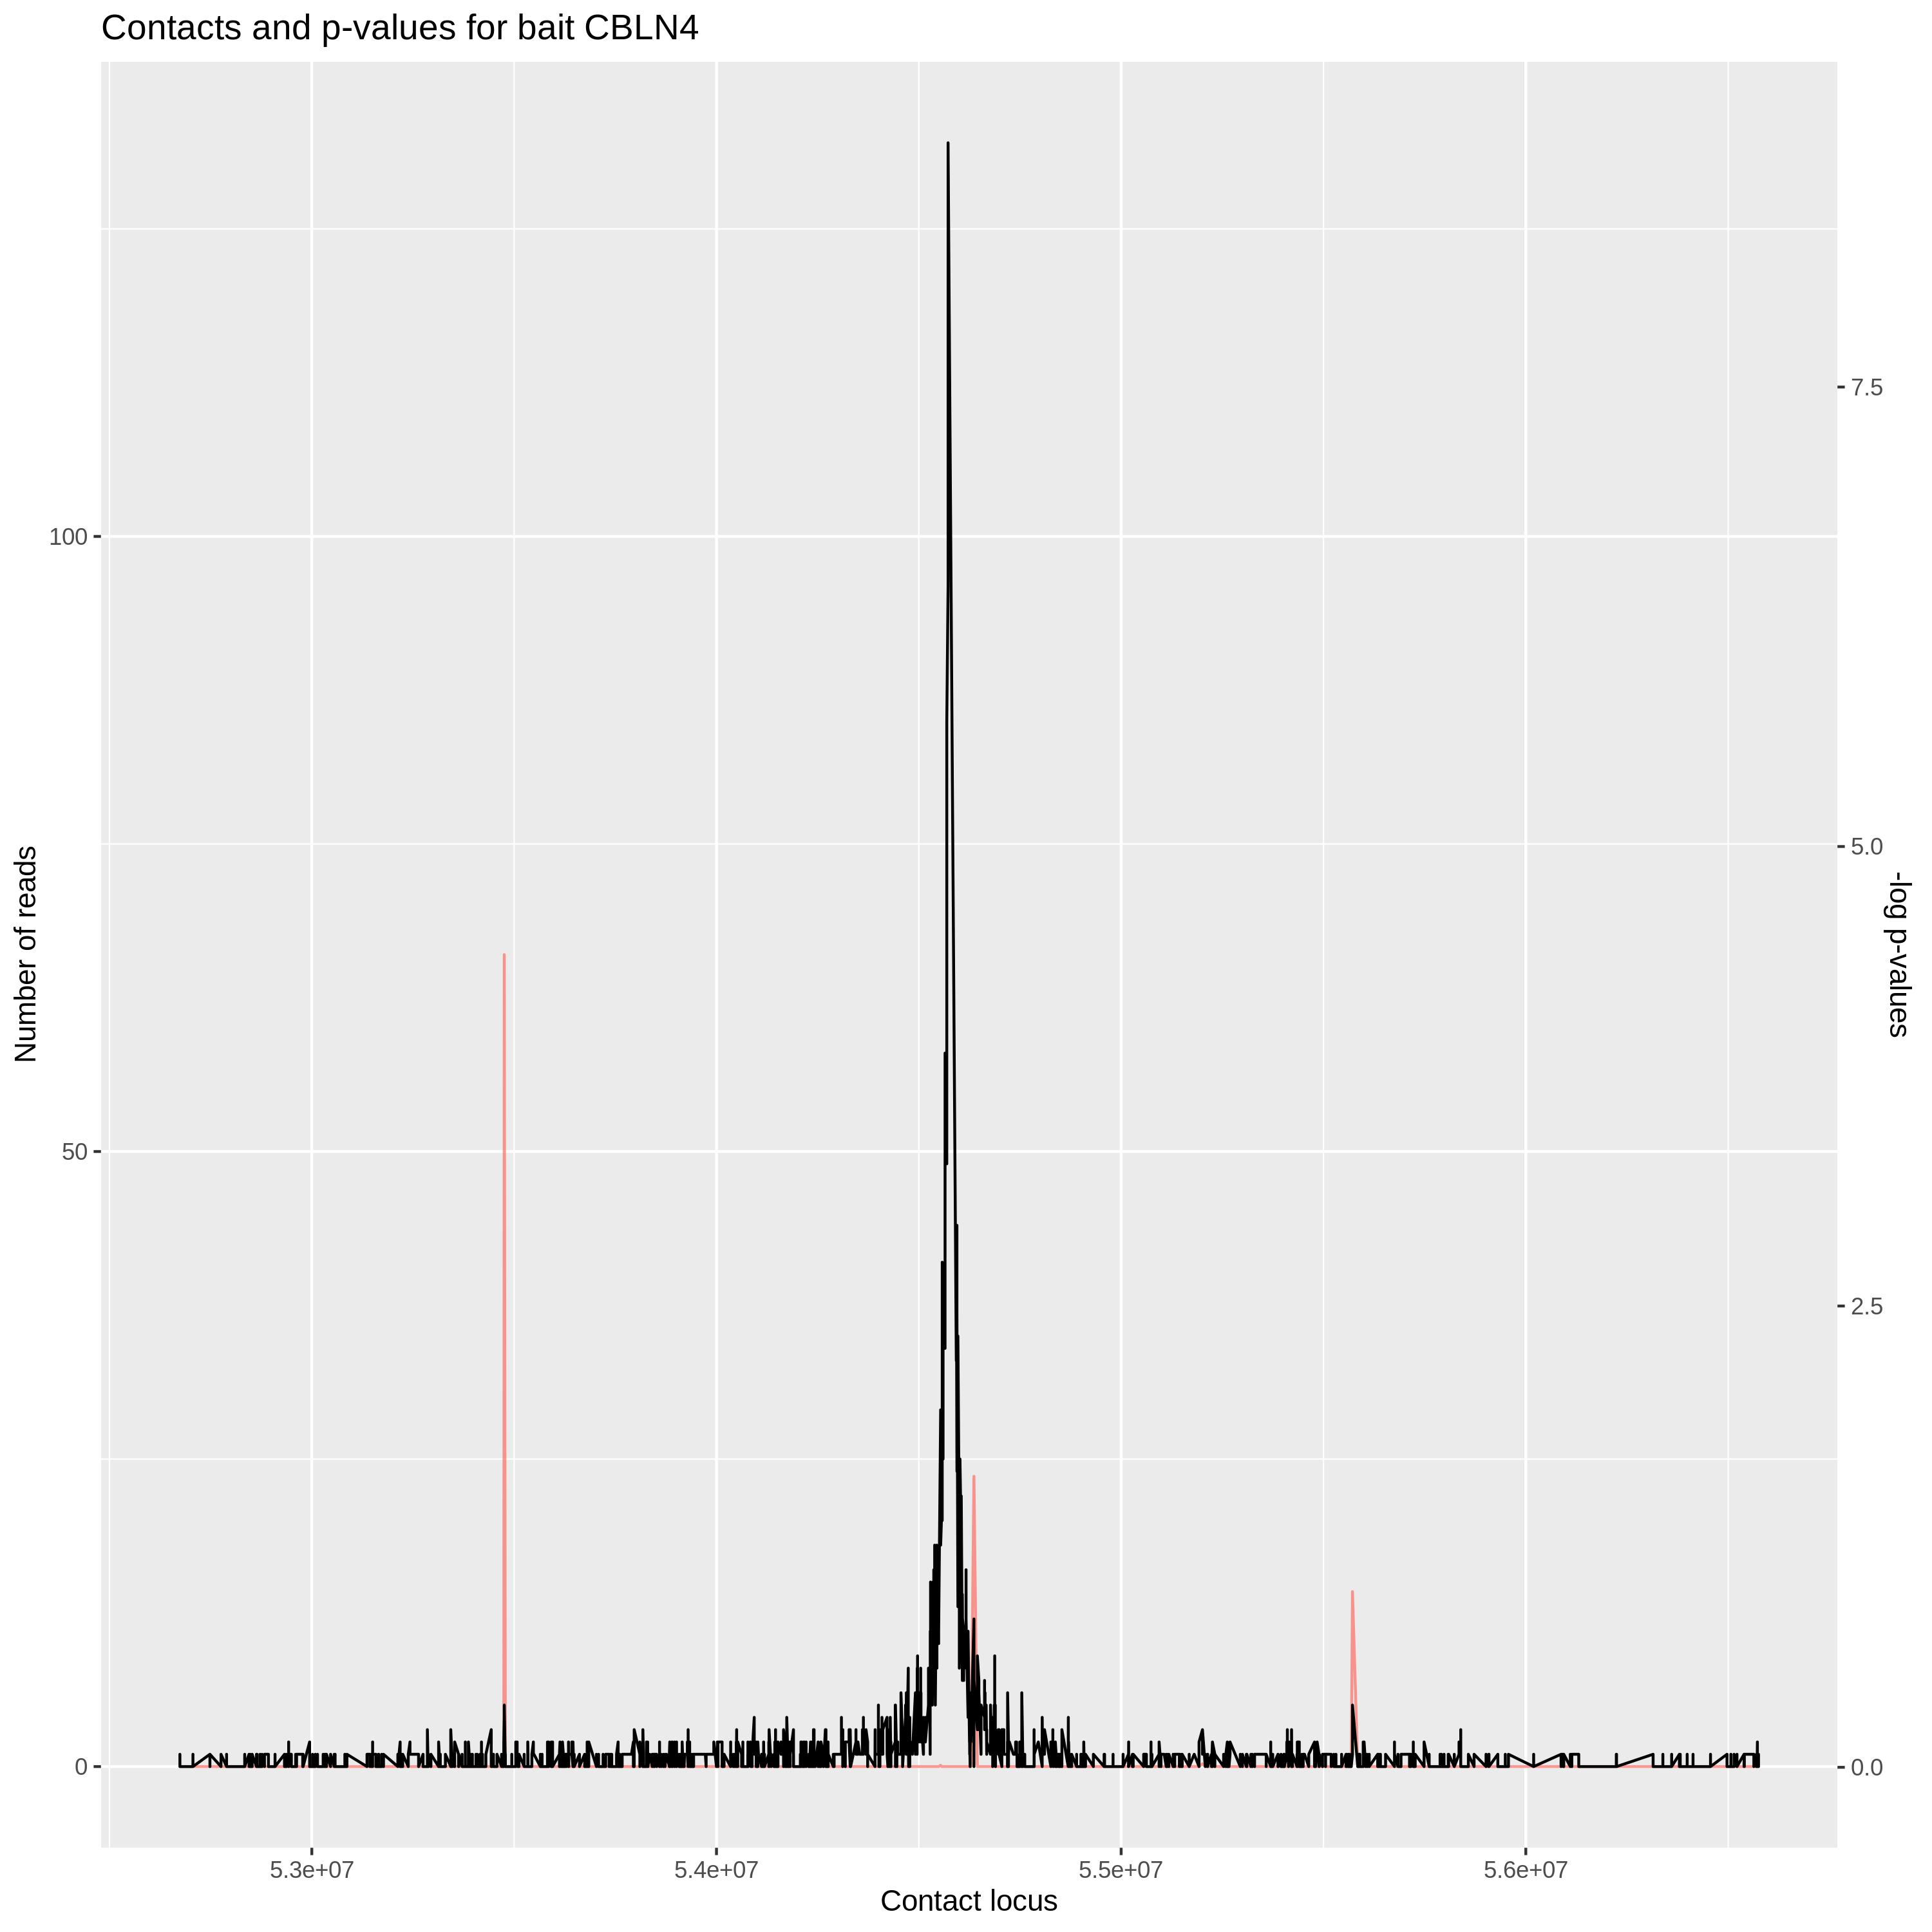 Contacts and p-values for bait CBLN4
Number of reads
100
50
0
7.5
5.0
2.5
0.0
-log p-values
5.3e+07 5.4e+07 5.5e+07 5.6e+07
Contact locus